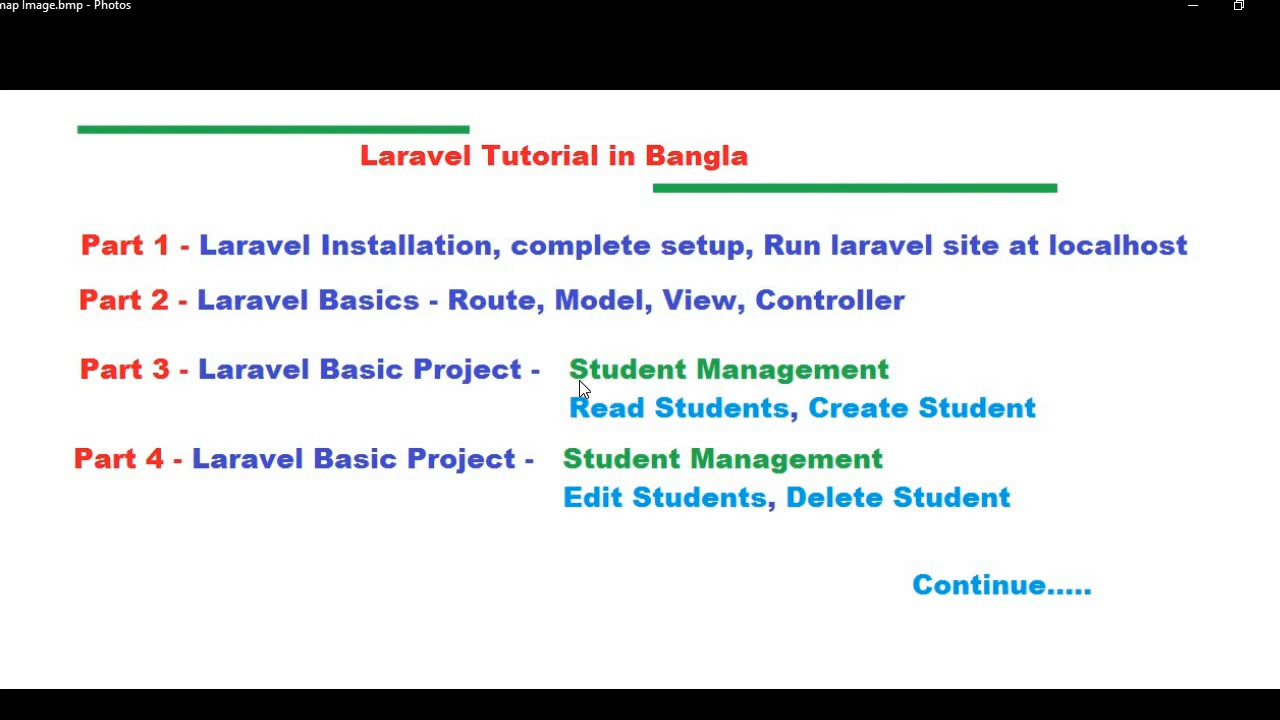 map Image.bmp - Photos
Laravel Tutorial in Bangla
Part 1 - Laravel Installation, complete setup, Run laravel site at localhost
Part 2 - Laravel Basics - Route, Model, View, Controller
Part 3 - Laravel Basic Project - Student Management
Read Students, Create Student
Part 4 - Laravel Basic Project - Student Management
Edit Students, Delete Student
Continue.....